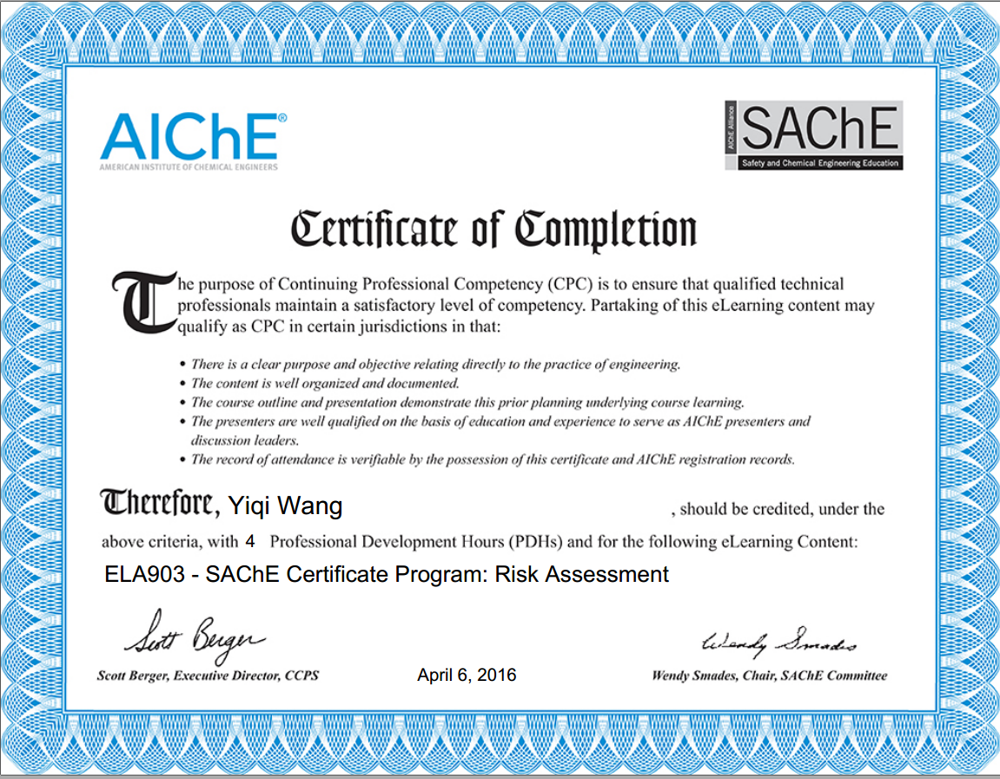 AIChE®
AMERICAN INSTITUTE OF CHEMICAL ENGINEERS
AIChE Alliance
SAChE
Safety and Chemical Engineering Education
Certificate of Completion
The purpose of Continuing Professional Competency (CPC) is to ensure that qualified technical
professionals maintain a satisfactory level of competency. Partaking of this eLearning content may
qualify as CPC in certain jurisdictions in that:
• There is a clear purpose and objective relating directly to the practice of engineering.
• The content is well organized and documented.
• The course outline and presentation demonstrate this prior planning underlying course learning.
• The presenters are well qualified on the basis of education and experience to serve as AIChE presenters and
discussion leaders.
• The record of attendance is verifiable by the possession of this certificate and AIChE registration records.
Therefore, Yiqi Wang , should be credited, under the
above criteria, with 4 Professional Development Hours (PDHs) and for the following eLearning Content:
ELA903 - SAChE Certificate Program: Risk Assessment
Scott Berger
Wendy Smades
Scott Berger, Executive Director, CCPS
April 6, 2016
Wendy Smades, Chair, SAChE Committee